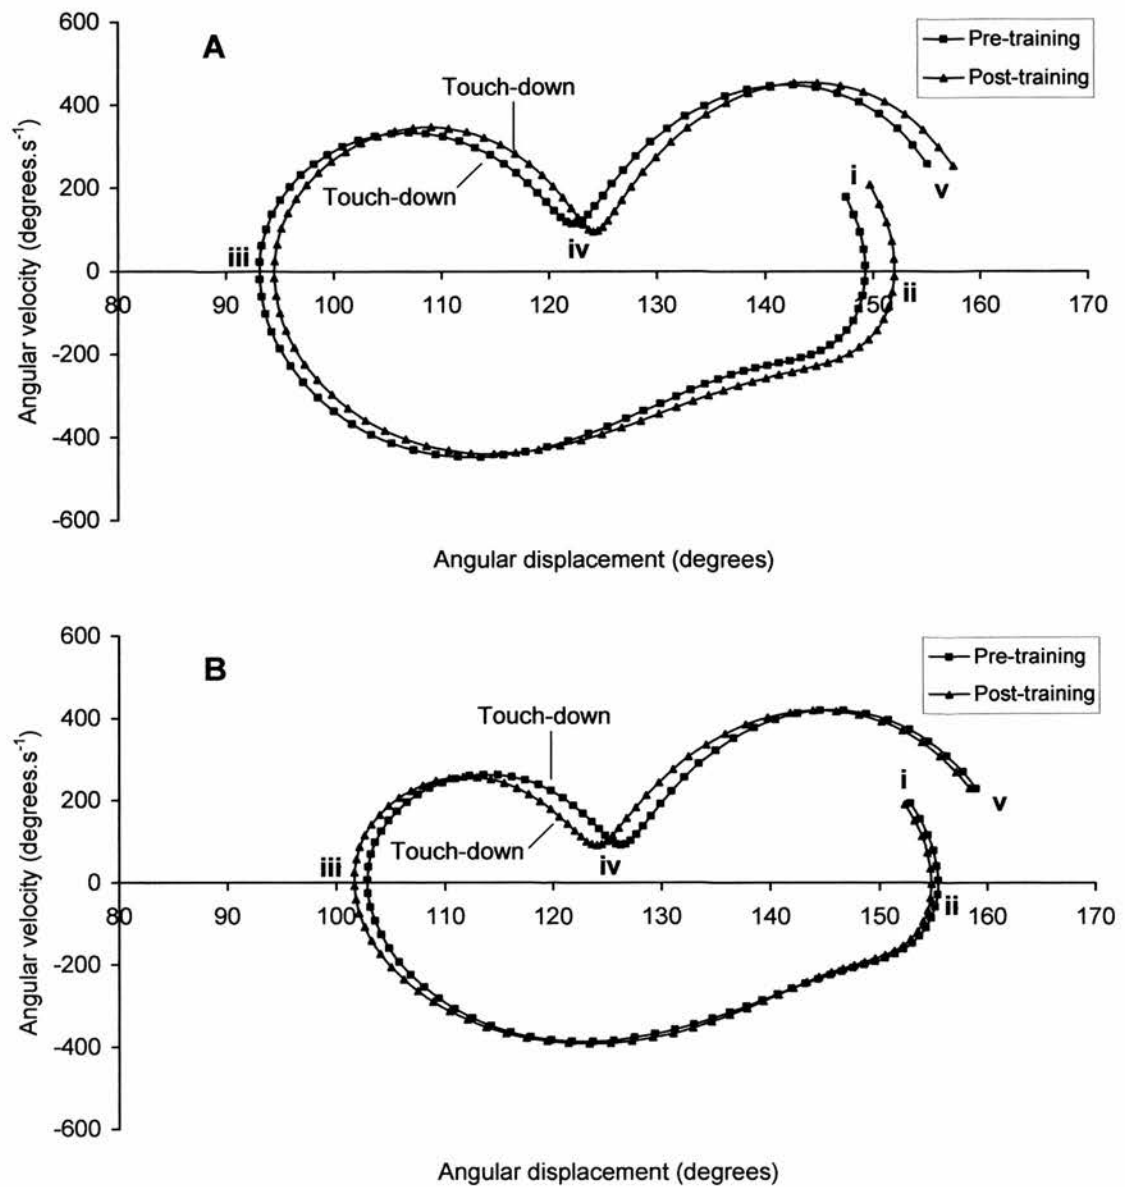 A
Pre-training
Post-training
Touch-down
Touch-down
i
ii
iii
iv
v
600
400
200
0
-200
-400
-600
80 90 100 110 120 130 140 150 160 170
Angular velocity (degrees.s-1)
Angular displacement (degrees)
B
Pre-training
Post-training
Touch-down
Touch-down
i
ii
iii
iv
v
600
400
200
0
-200
-400
-600
80 90 100 110 120 130 140 150 160 170
Angular velocity (degrees.s-1)
Angular displacement (degrees)